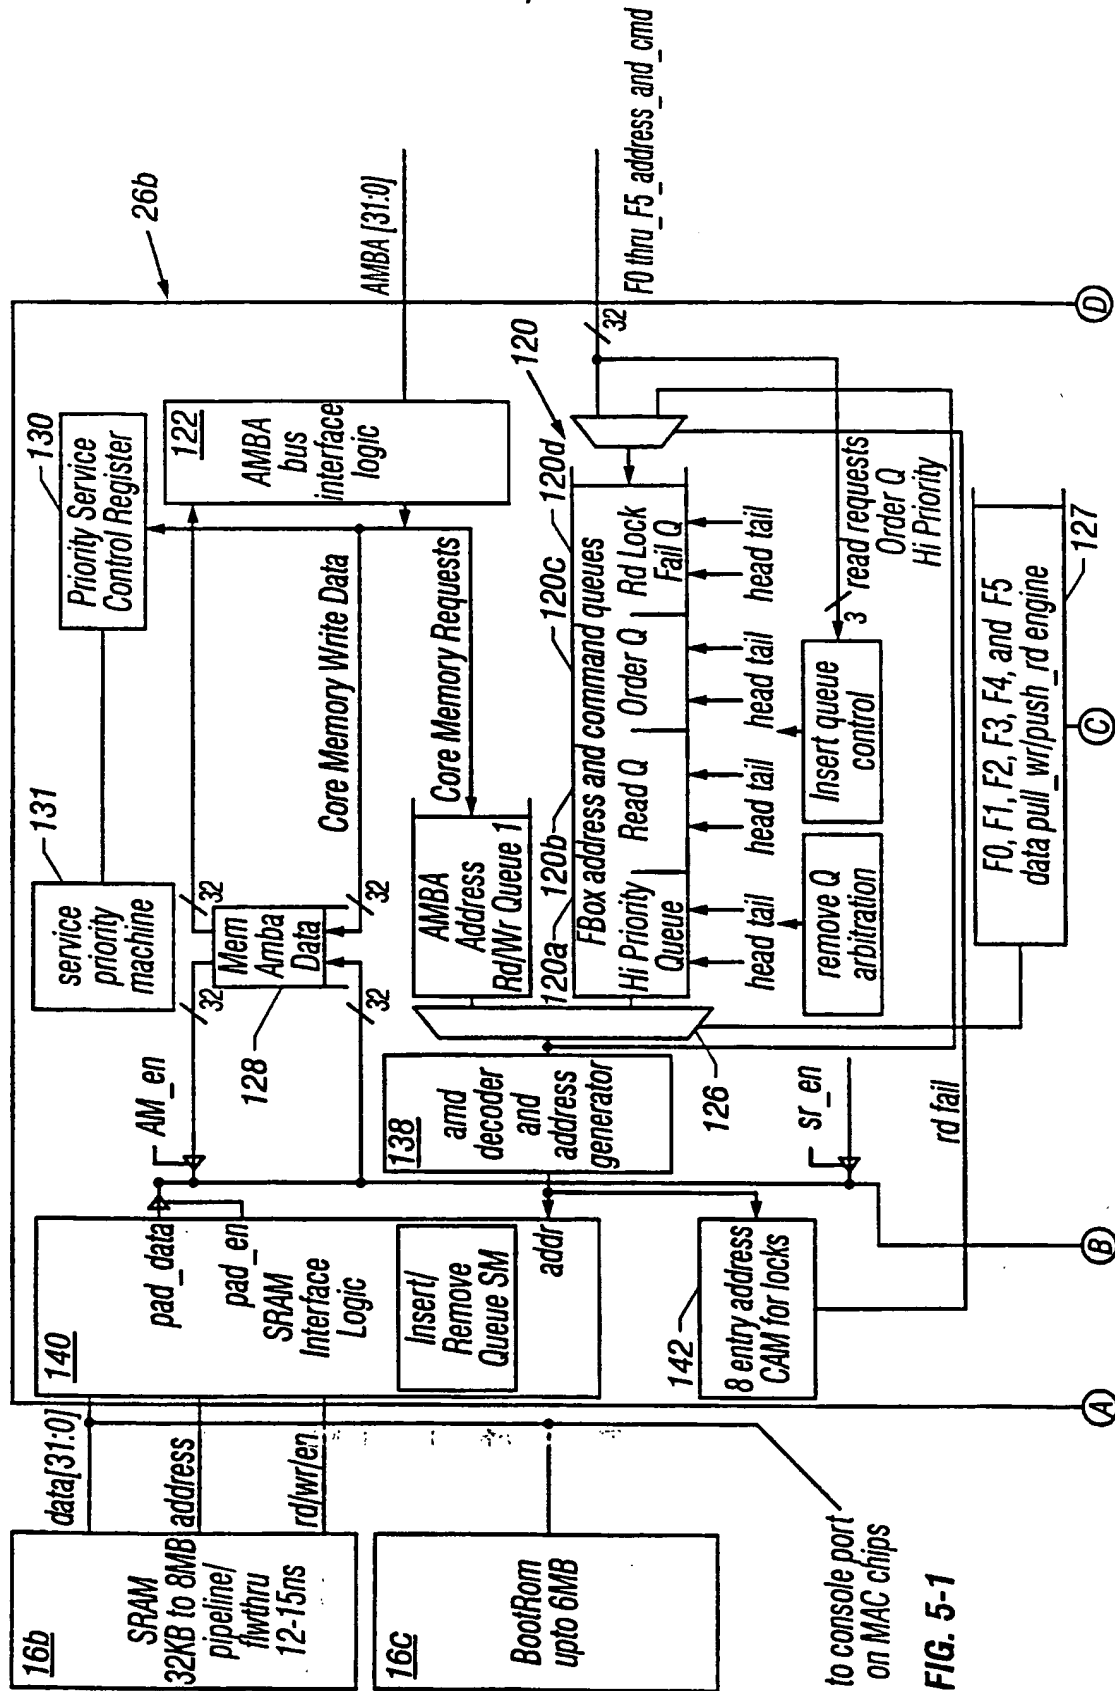 16b
SRAM
32KB to 8MB
pipeline/
flwthru
12-15ns
data[31:0]
address
rd/wr/en
16c
BootRom
upto 6MB
to console port
on MAC chips
FIG. 5-1
140
pad_data
pad_en
SRAM
Interface
Logic
Insert/
Remove
Queue SM
addr
142
8 entry address
CAM for locks
A
B
AM_en
128
32
32
Mem
Amba
Data
32
32
131
service
priority
machine
130
Priority Service
Control Register
26b
122
AMBA
bus
interface
logic
AMBA [31:0]
Core Memory Write Data
Core Memory Requests
AMBA
Address
Rd/Wr Queue 1
138
amd
decoder
and
address
generator
126
sr_en
rd fail
120a
120b
120c
120d
120
FBox address and command queues
Hi Priority
Queue
Read Q
Order Q
Rd Lock
Fail Q
head tail
head tail
head tail
head tail
remove Q
arbitration
Insert queue
control
3
read requests
Order Q
Hi Priority
32
F0 thru_F5_address_and_cmd
F0, F1, F2, F3, F4, and F5
data pull_wr/push_rd engine
127
C
D